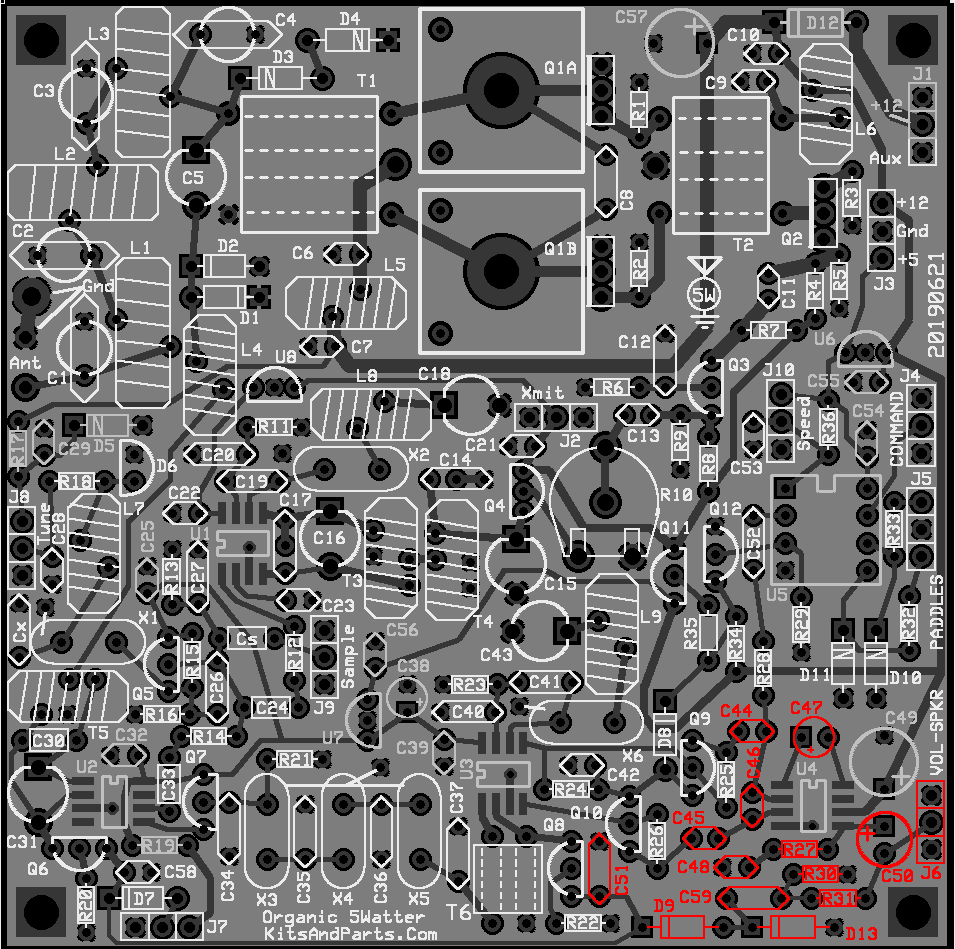 C4
D4
C57
D12
L3
D3
C10
T1
Q1A
C3
C9
J1
R1
+12
L6
L2
Aux
C5
C8
R3
+12
C2
Gnd
L1
D2
C6
Q1B
T2
Q2
+5
L5
R2
R4
R5
J3
C11
Gnd
5W
20190621
D1
R7
C7
C12
U6
L4
Ant
U8
Q3
C1
L8
C18
J10
C55
J4
R6
Xmit
R17
C29
D5
R11
C13
Speed
R36
C54
COMMAND
J2
C21
R9
D6
C20
X2
C14
R8
C53
R18
C19
J8
C22
C17
Q4
R10
J5
L7
Tune
C28
C25
U1
C16
Q11
Q12
C52
R33
R13
C27
T3
C15
U5
PADDLES
C23
Cx
X1
T4
L9
R29
R32
C56
R35
R34
Cs
R12
Sample
C43
R15
R28
D11
D10
C38
Q5
C26
C41
R23
T5
R16
C24
J9
C40
C44
C47
C49
VOL-SPKR
C30
R14
U7
D8
Q9
C32
C39
X6
Q7
R21
U2
U3
C42
R25
C46
U4
C33
R24
Q10
C37
C31
Q8
C45
R26
R19
R27
Q6
C58
C34
C35
C36
C48
C50
J6
C51
R30
D7
X3
X4
X5
C59
R31
R20
T6
D9
Organic 5Watter
R22
D13
J7
KitsAndParts.Com